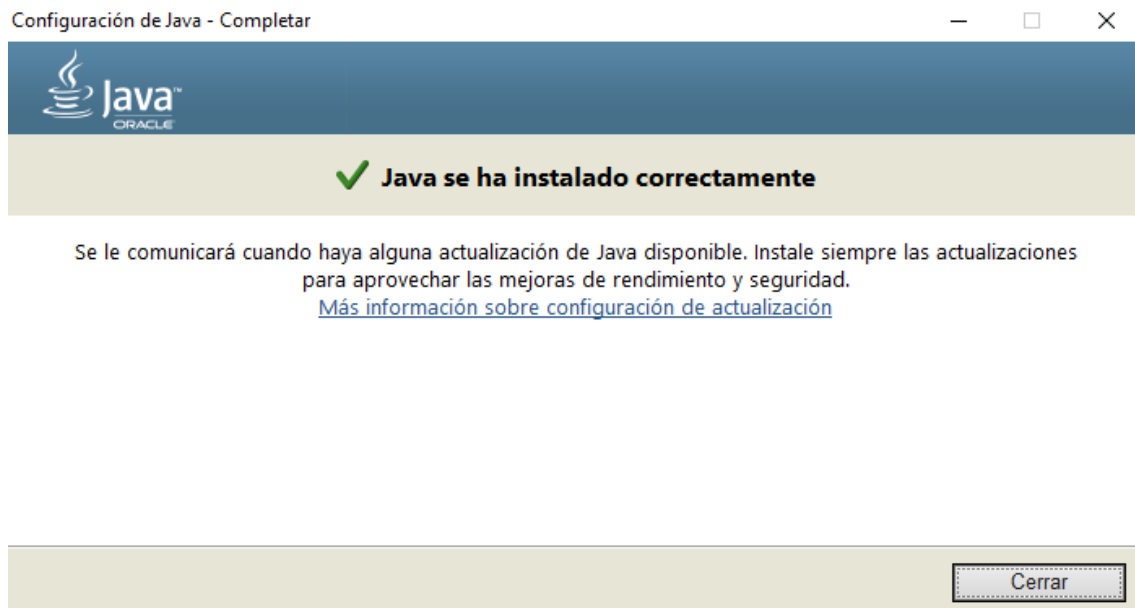 Configuración de Java - Completar
Java™
ORACLE
Java se ha instalado correctamente
Se le comunicará cuando haya alguna actualización de Java disponible. Instale siempre las actualizaciones
para aprovechar las mejoras de rendimiento y seguridad.
Más información sobre configuración de actualización
Cerrar